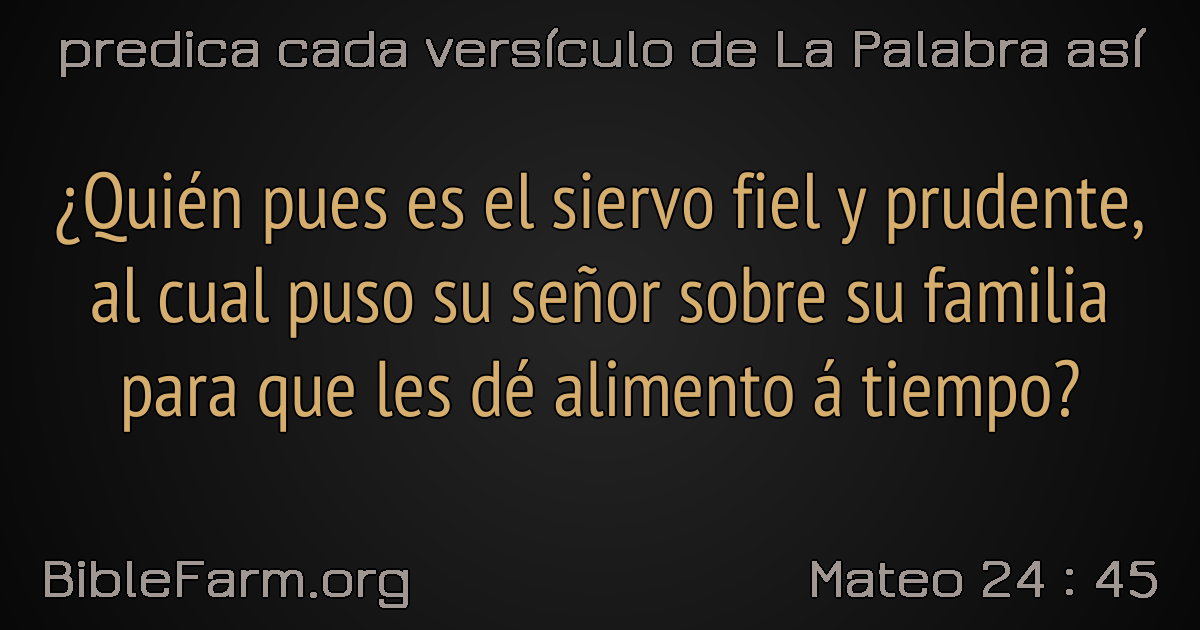 predica cada versículo de La Palabra así
¿Quién pues es el siervo fiel y prudente,
al cual puso su señor sobre su familia
para que les dé alimento á tiempo?
BibleFarm.org
Mateo 24 : 45